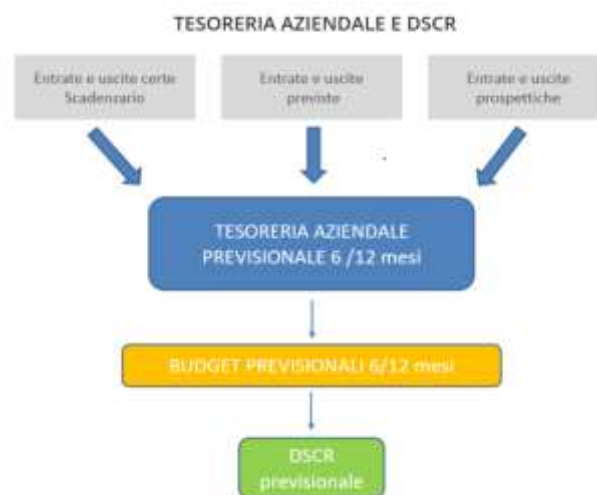 TESORERIA AZIENDALE E DSCR
Entrate e uscite certe
Scadenzario
Entrate e uscite
previste
Entrate e uscite
prospettiche
TESORERIA AZIENDALE
PREVISIONALE 6 /12 mesi
BUDGET PREVISIONALI 6/12 mesi
DSCR
previsionale